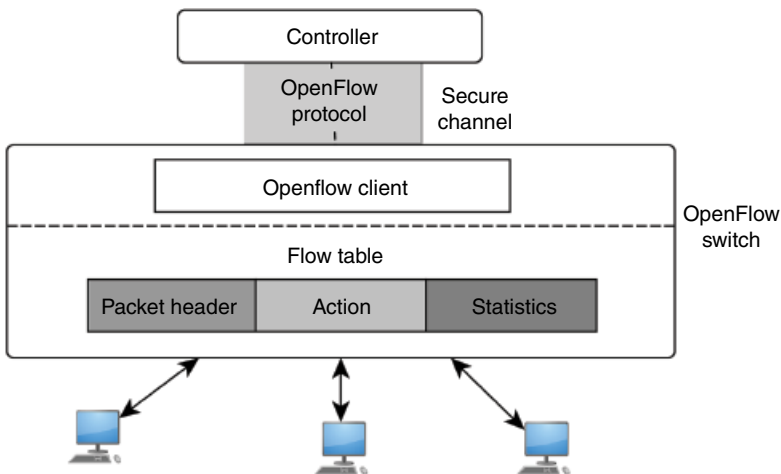 Controller
OpenFlow
protocol
Secure
channel
Openflow client
OpenFlow
switch
Flow table
Packet header
Action
Statistics